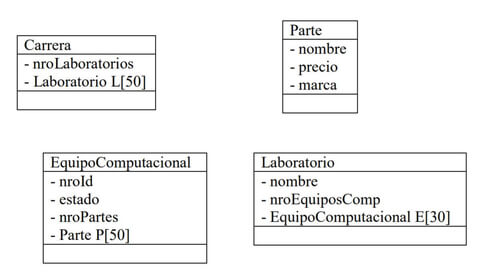 Carrera
- nroLaboratorios
- Laboratorio L[50]
Parte
- nombre
- precio
- marca
EquipoComputacional
- nroId
- estado
- nroPartes
- Parte P[50]
Laboratorio
- nombre
- nroEquiposComp
- EquipoComputacional E[30]